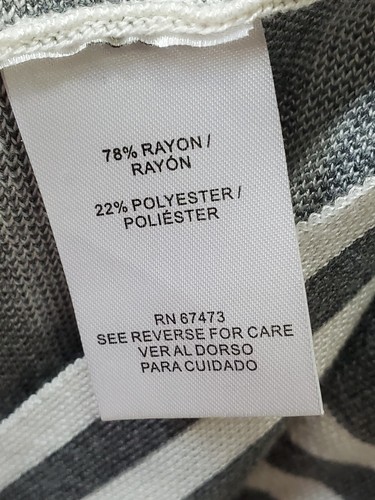 78% RAYON /
RAYÓN
22% POLYESTER /
POLIÉSTER
RN 67473
SEE REVERSE FOR CARE
VER AL DORSO
PARA CUIDADO